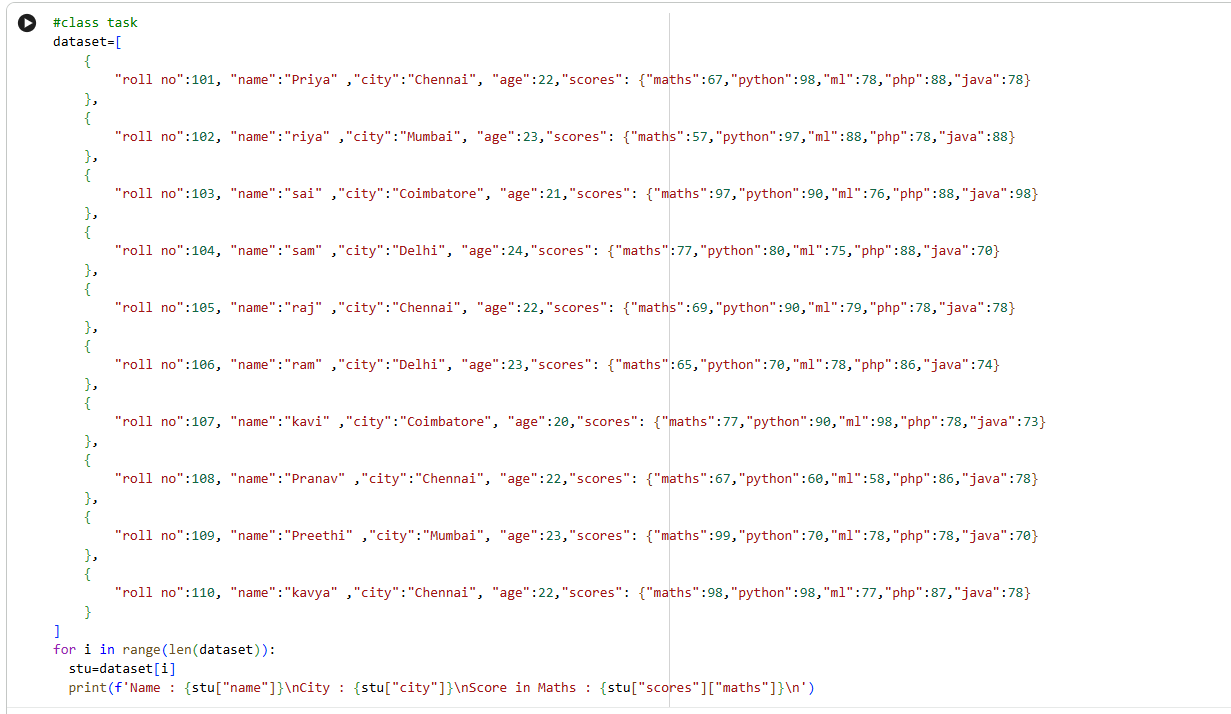 #class task
dataset=[
    {
        "roll no":101, "name":"Priya" ,"city":"Chennai", "age":22,"scores": {"maths":67,"python":98,"ml":78,"php":88,"java":78}
    },
    {
        "roll no":102, "name":"riya" ,"city":"Mumbai", "age":23,"scores": {"maths":57,"python":97,"ml":88,"php":78,"java":88}
    },
    {
        "roll no":103, "name":"sai" ,"city":"Coimbatore", "age":21,"scores": {"maths":97,"python":90,"ml":76,"php":88,"java":98}
    },
    {
        "roll no":104, "name":"sam" ,"city":"Delhi", "age":24,"scores": {"maths":77,"python":80,"ml":75,"php":88,"java":70}
    },
    {
        "roll no":105, "name":"raj" ,"city":"Chennai", "age":22,"scores": {"maths":69,"python":90,"ml":79,"php":78,"java":78}
    },
    {
        "roll no":106, "name":"ram" ,"city":"Delhi", "age":23,"scores": {"maths":65,"python":70,"ml":78,"php":86,"java":74}
    },
    {
        "roll no":107, "name":"kavi" ,"city":"Coimbatore", "age":20,"scores": {"maths":77,"python":90,"ml":98,"php":78,"java":73}
    },
    {
        "roll no":108, "name":"Pranav" ,"city":"Chennai", "age":22,"scores": {"maths":67,"python":60,"ml":58,"php":86,"java":78}
    },
    {
        "roll no":109, "name":"Preethi" ,"city":"Mumbai", "age":23,"scores": {"maths":99,"python":70,"ml":78,"php":78,"java":70}
    },
    {
        "roll no":110, "name":"kavya" ,"city":"Chennai", "age":22,"scores": {"maths":98,"python":98,"ml":77,"php":87,"java":78}
    }
]
for i in range(len(dataset)):
  stu=dataset[i]
  print(f'Name : {stu["name"]}\nCity : {stu["city"]}\nScore in Maths : {stu["scores"]["maths"]}\n')